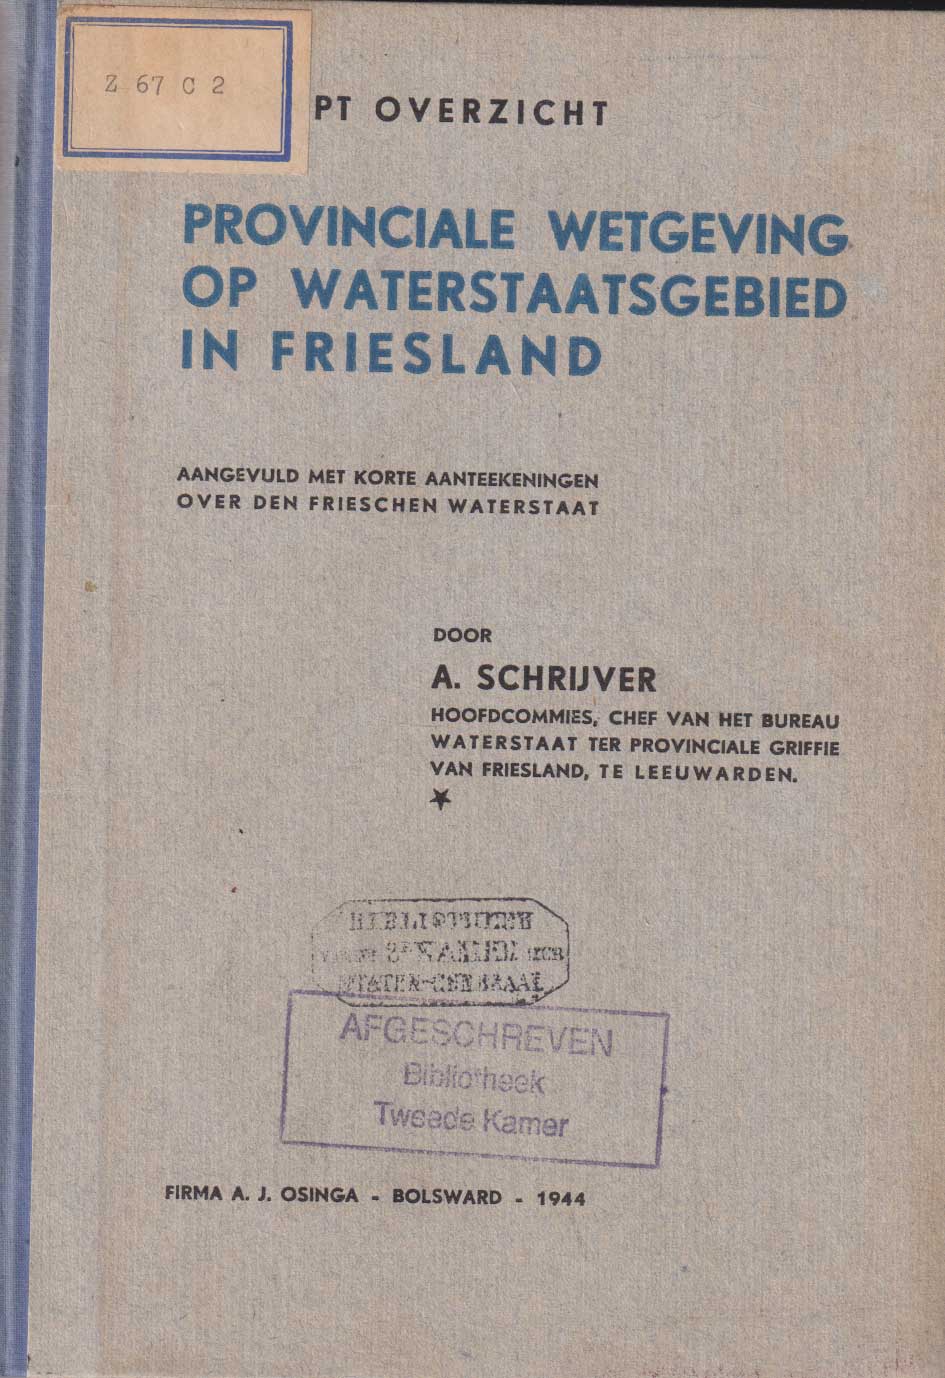 Z 67 C 2
PT OVERZICHT
PROVINCIALE WETGEVING
OP WATERSTAATSGEBIED
IN FRIESLAND
AANGEVULD MET KORTE AANTEEKENINGEN
OVER DEN FRIESCHEN WATERSTAAT
DOOR
A. SCHRIJVER
HOOFDCOMMIES, CHEF VAN HET BUREAU
WATERSTAAT TER PROVINCIALE GRIFFIE
VAN FRIESLAND, TE LEEUWARDEN.
STATEN-GENERAAL
AFGESCHREVEN
Bibliotheek
Tweede Kamer
FIRMA A. J. OSINGA - BOLSWARD - 1944